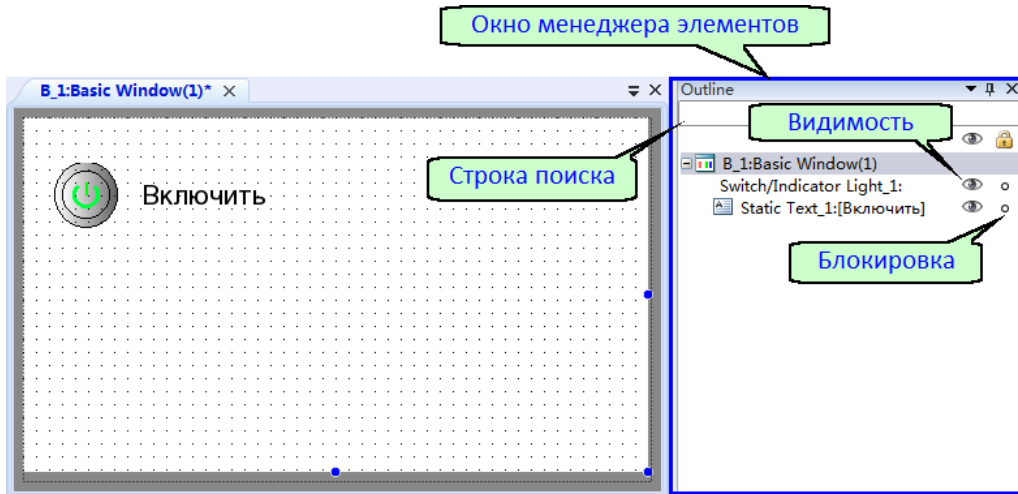 Окно менеджера элементов
B_1:Basic Window(1)*
Outline
Видимость
Строка поиска
B_1:Basic Window(1)
Включить
Switch/Indicator Light_1:
Static Text_1:[Включить]
Блокировка